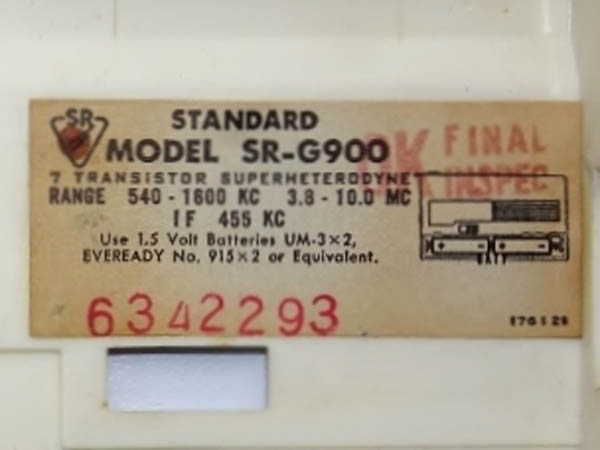 SR
STANDARD
MODEL SR-G900
OK FINAL
INSPEC
7 TRANSISTOR SUPERHETERODYNE
RANGE 540 - 1600 KC 3.8 - 10.0 MC
IF 455 KC
Use 1.5 Volt Batteries UM-3×2,
EVEREADY No. 915×2 or Equivalent.
BATT
6342293